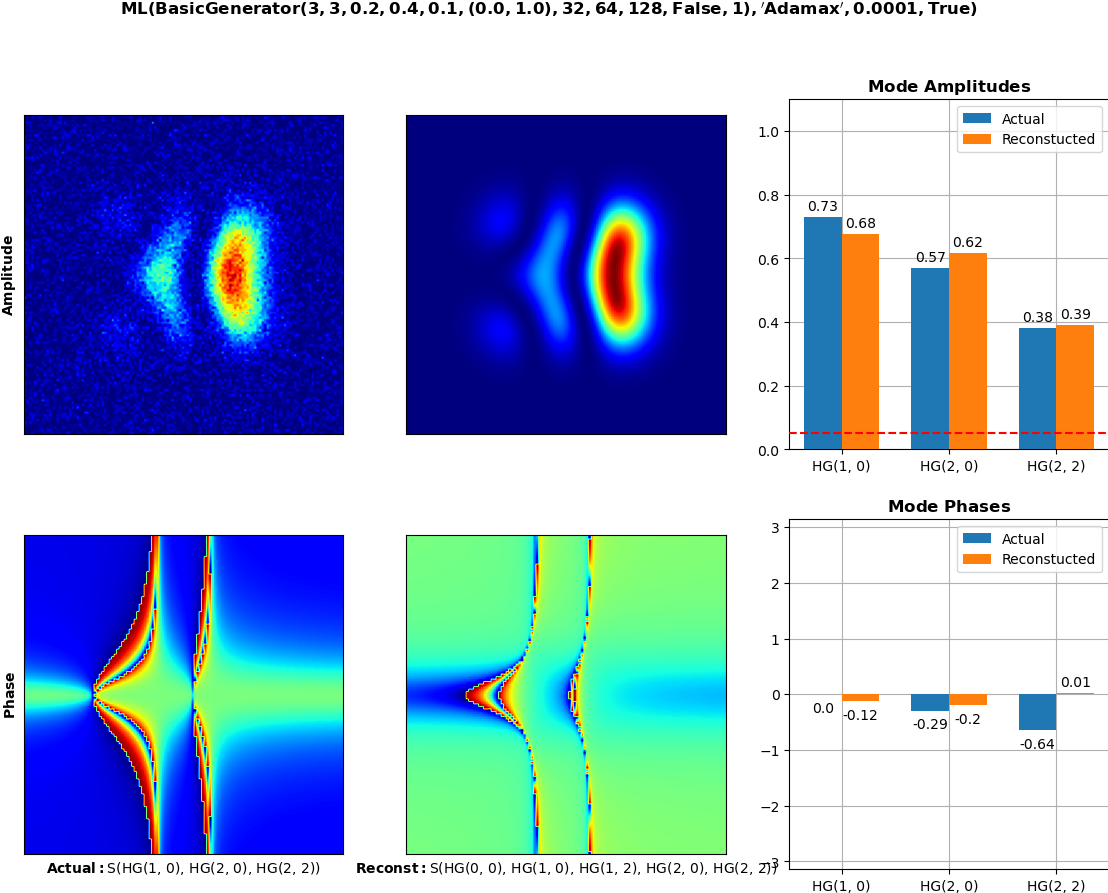 ML(BasicGenerator(3, 3, 0.2, 0.4, 0.1, (0.0, 1.0), 32, 64, 128, False, 1), ′Adamax′, 0.0001, True)
Amplitude
Mode Amplitudes
Actual
Reconstucted
1.0
0.8
0.6
0.4
0.2
0.0
0.73
0.68
0.57
0.62
0.38
0.39
HG(1, 0)
HG(2, 0)
HG(2, 2)
Phase
Actual: S(HG(1, 0), HG(2, 0), HG(2, 2))
Reconst: S(HG(0, 0), HG(1, 0), HG(1, 2), HG(2, 0), HG(2, 2))
Mode Phases
Actual
Reconstucted
3
2
1
0
−1
−2
−3
0.0
-0.12
-0.29
-0.2
-0.64
0.01
HG(1, 0)
HG(2, 0)
HG(2, 2)